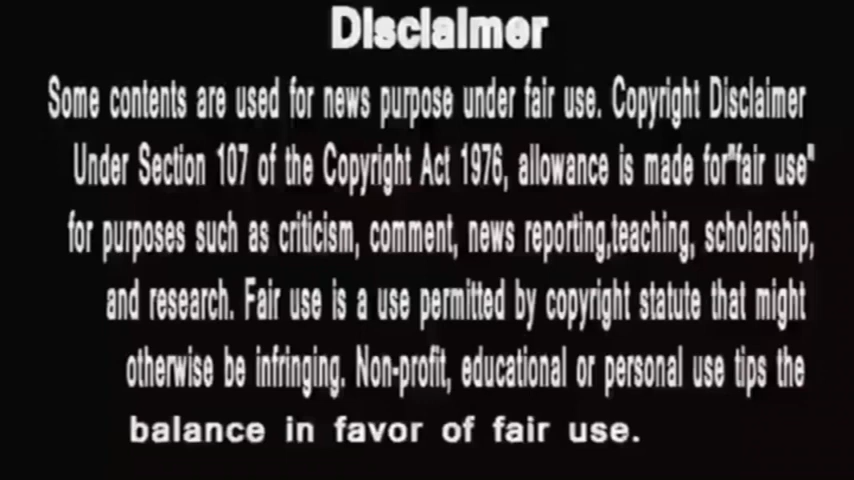 Disclaimer
Some contents are used for news purpose under fair use. Copyright Disclaimer
Under Section 107 of the Copyright Act 1976, allowance is made for"fair use"
for purposes such as criticism, comment, news reporting,teaching, scholarship,
and research. Fair use is a use permitted by copyright statute that might
otherwise be infringing. Non-profit, educational or personal use tips the
balance in favor of fair use.